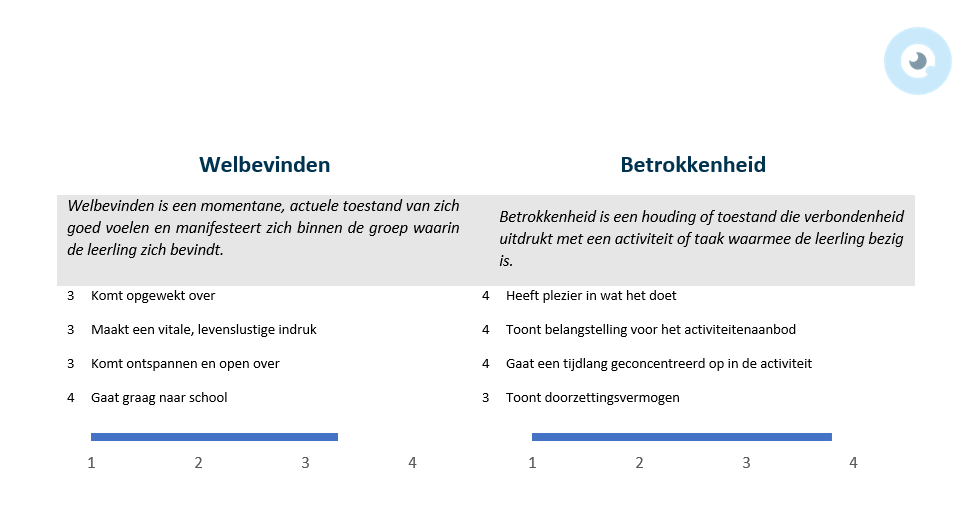 Welbevinden
Welbevinden is een momentane, actuele toestand van zich
goed voelen en manifesteert zich binnen de groep waarin
de leerling zich bevindt.
3 Komt opgewekt over
3 Maakt een vitale, levenslustige indruk
3 Komt ontspannen en open over
4 Gaat graag naar school
1 2 3 4
Betrokkenheid
Betrokkenheid is een houding of toestand die verbondenheid
uitdrukt met een activiteit of taak waarmee de leerling bezig
is.
4 Heeft plezier in wat het doet
4 Toont belangstelling voor het activiteitenaanbod
4 Gaat een tijdlang geconcentreerd op in de activiteit
3 Toont doorzettingsvermogen
1 2 3 4